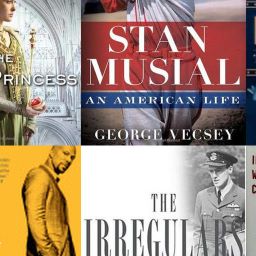 THE
PRINCESS
STAN
MUSIAL
AN AMERICAN LIFE
GEORGE VECSEY
THE
IRREGULARS
I
W
C